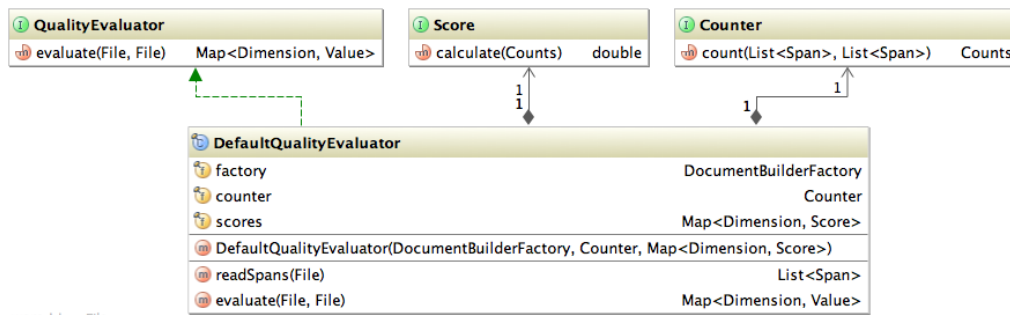 QualityEvaluator
evaluate(File, File) Map<Dimension, Value>
Score
calculate(Counts) double
Counter
count(List<Span>, List<Span>) Counts
1
1
1
1
DefaultQualityEvaluator
factory DocumentBuilderFactory
counter Counter
scores Map<Dimension, Score>
DefaultQualityEvaluator(DocumentBuilderFactory, Counter, Map<Dimension, Score>)
readSpans(File) List<Span>
evaluate(File, File) Map<Dimension, Value>